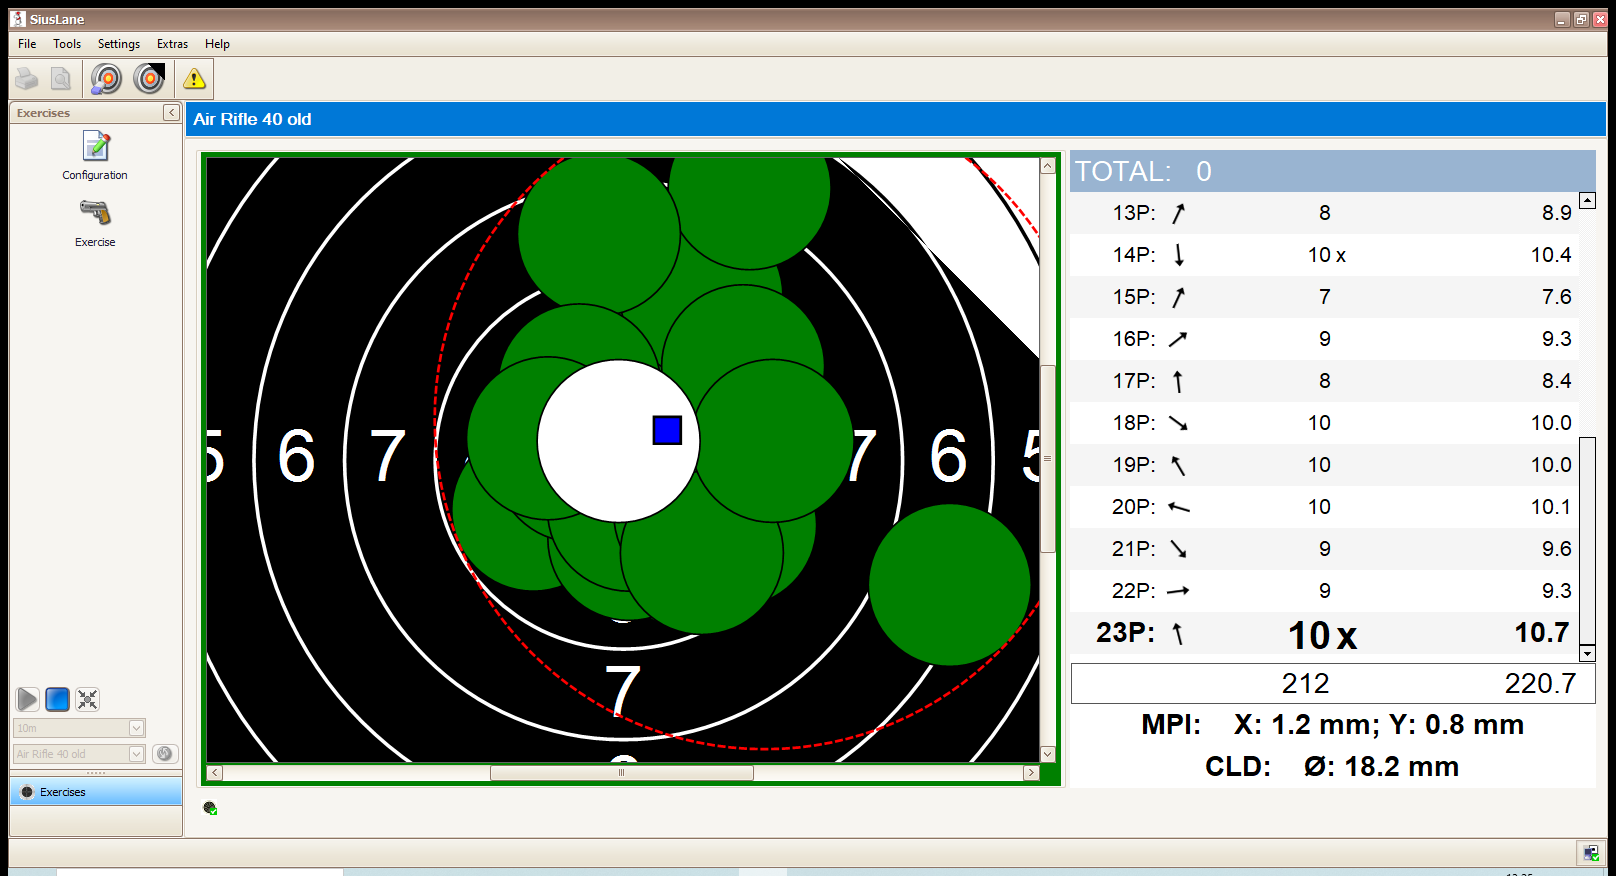 SiusLane
File Tools Settings Extras Help
Exercises
Configuration
Exercise
10m
Air Rifle 40 old
Exercises
Air Rifle 40 old
5 6 7 7 6 5
7
TOTAL: 0
13P: 8 8.9
14P: 10 x 10.4
15P: 7 7.6
16P: 9 9.3
17P: 8 8.4
18P: 10 10.0
19P: 10 10.0
20P: 10 10.1
21P: 9 9.6
22P: 9 9.3
23P: 10 x 10.7
212 220.7
MPI: X: 1.2 mm; Y: 0.8 mm
CLD: Ø: 18.2 mm